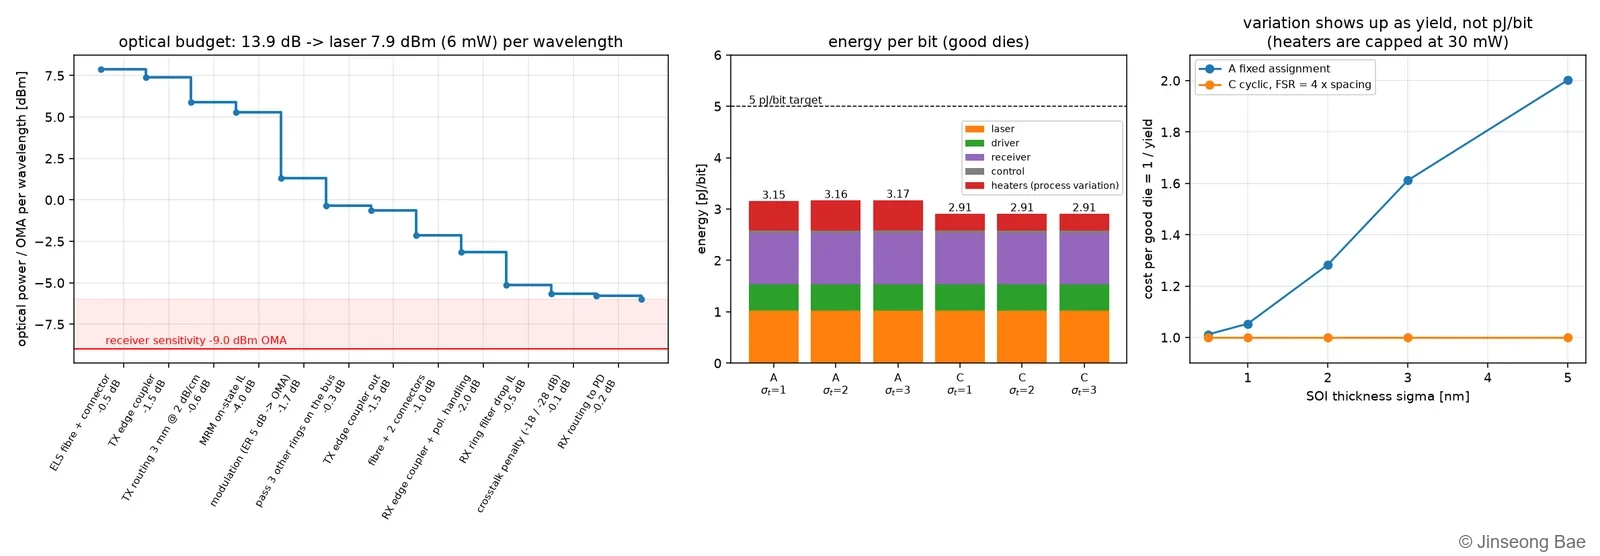 optical budget: 13.9 dB -> laser 7.9 dBm (6 mW) per wavelength
optical power / OMA per wavelength [dBm]
7.5
5.0
2.5
0.0
−2.5
−5.0
−7.5
receiver sensitivity -9.0 dBm OMA
ELS fibre + connector
-0.5 dB
TX edge coupler
-1.5 dB
TX routing 3 mm @ 2 dB/cm
-0.6 dB
MRM on-state IL
-4.0 dB
modulation (ER 5 dB -> OMA)
-1.7 dB
pass 3 other rings on the bus
-0.3 dB
TX edge coupler out
-1.5 dB
fibre + 2 connectors
-1.0 dB
RX edge coupler + pol. handling
-2.0 dB
RX ring filter drop IL
-0.5 dB
crosstalk penalty (-18 / -28 dB)
-0.1 dB
RX routing to PD
-0.2 dB
energy per bit (good dies)
energy [pJ/bit]
6
5
4
3
2
1
0
5 pJ/bit target
laser
driver
receiver
control
heaters (process variation)
3.15
3.16
3.17
2.91
2.91
2.91
A
σt=1
A
σt=2
A
σt=3
C
σt=1
C
σt=2
C
σt=3
variation shows up as yield, not pJ/bit
(heaters are capped at 30 mW)
A fixed assignment
C cyclic, FSR = 4 x spacing
cost per good die = 1 / yield
2.0
1.8
1.6
1.4
1.2
1.0
1
2
3
4
5
SOI thickness sigma [nm]
© Jinseong Bae